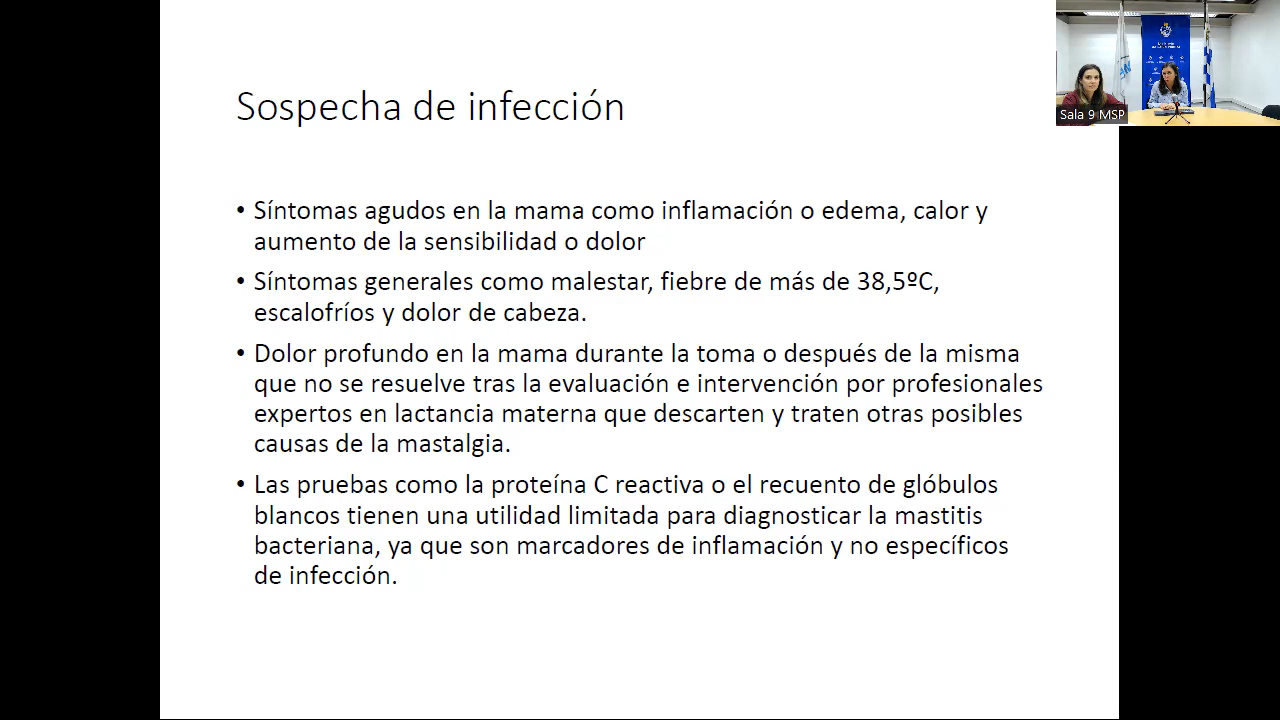 Sospecha de infección
• Síntomas agudos en la mama como inflamación o edema, calor y
aumento de la sensibilidad o dolor
• Síntomas generales como malestar, fiebre de más de 38,5ºC,
escalofríos y dolor de cabeza.
• Dolor profundo en la mama durante la toma o después de la misma
que no se resuelve tras la evaluación e intervención por profesionales
expertos en lactancia materna que descarten y traten otras posibles
causas de la mastalgia.
• Las pruebas como la proteína C reactiva o el recuento de glóbulos
blancos tienen una utilidad limitada para diagnosticar la mastitis
bacteriana, ya que son marcadores de inflamación y no específicos
de infección.
Sala 9 MSP